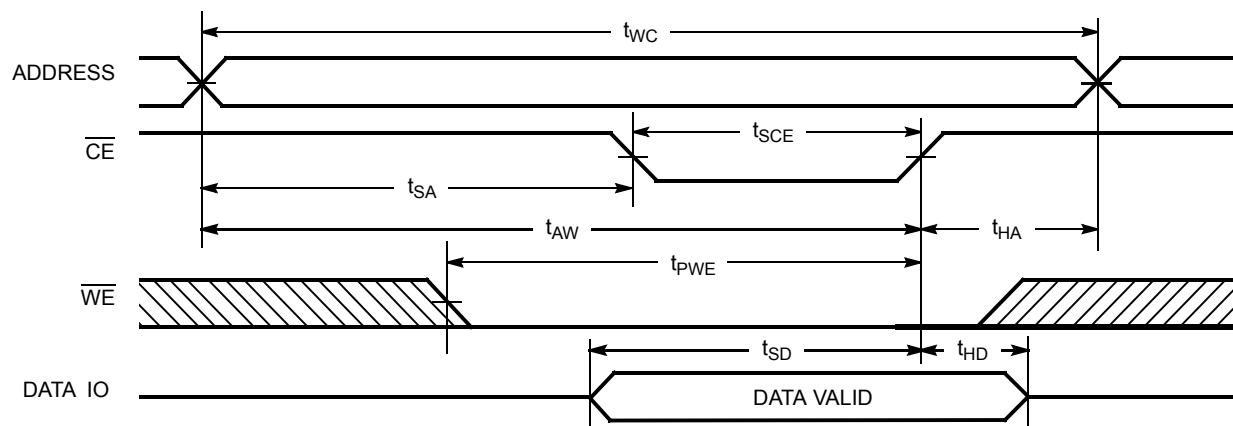 tWC
ADDRESS
CE
tSCE
tSA
tAW
tHA
tPWE
WE
tSD
tHD
DATA IO
DATA VALID